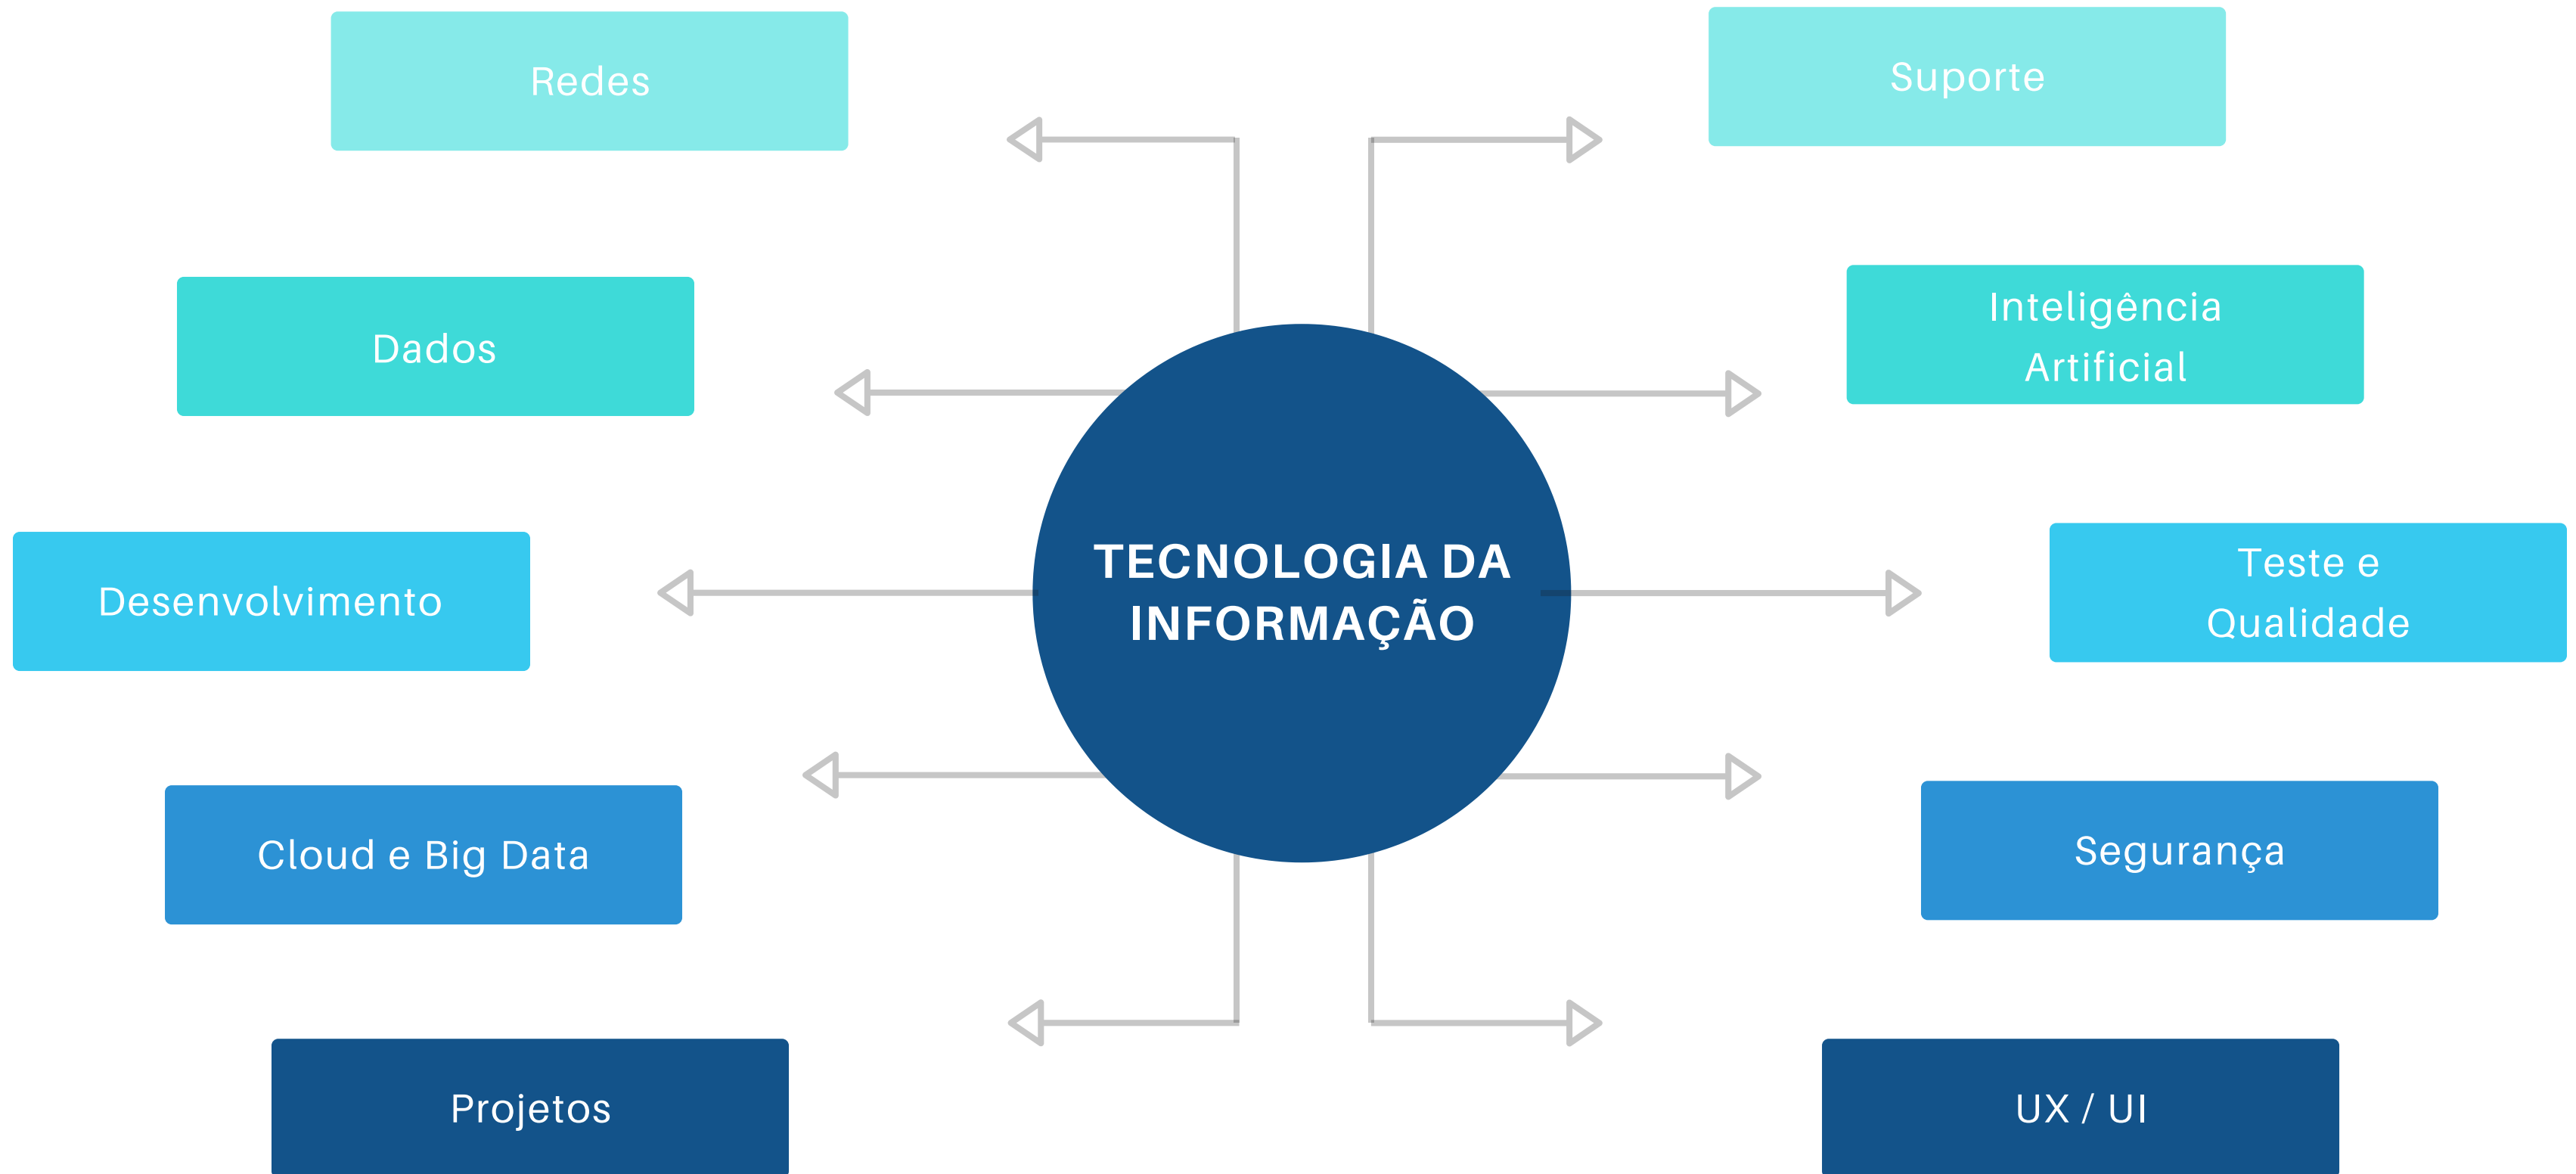 Redes
Suporte
Dados
Inteligência
Artificial
TECNOLOGIA DA
INFORMAÇÃO
Desenvolvimento
Teste e
Qualidade
Cloud e Big Data
Segurança
Projetos
UX / UI